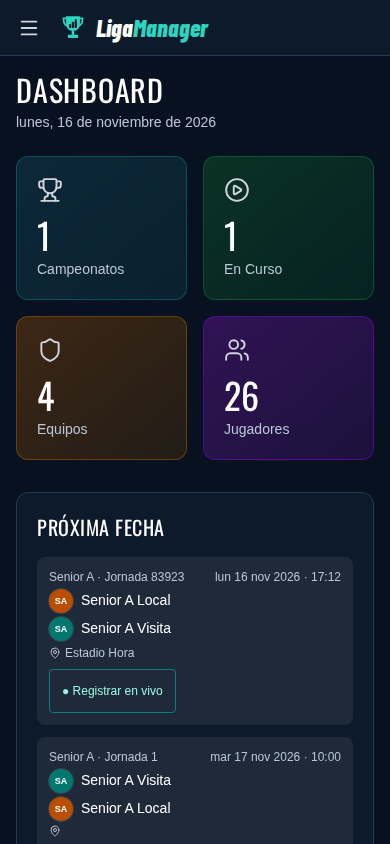 LigaManager
DASHBOARD
lunes, 16 de noviembre de 2026
1
Campeonatos
1
En Curso
4
Equipos
26
Jugadores
PRÓXIMA FECHA
Senior A · Jornada 83923 lun 16 nov 2026 · 17:12
SA Senior A Local
SA Senior A Visita
Estadio Hora
● Registrar en vivo
Senior A · Jornada 1 mar 17 nov 2026 · 10:00
SA Senior A Visita
SA Senior A Local